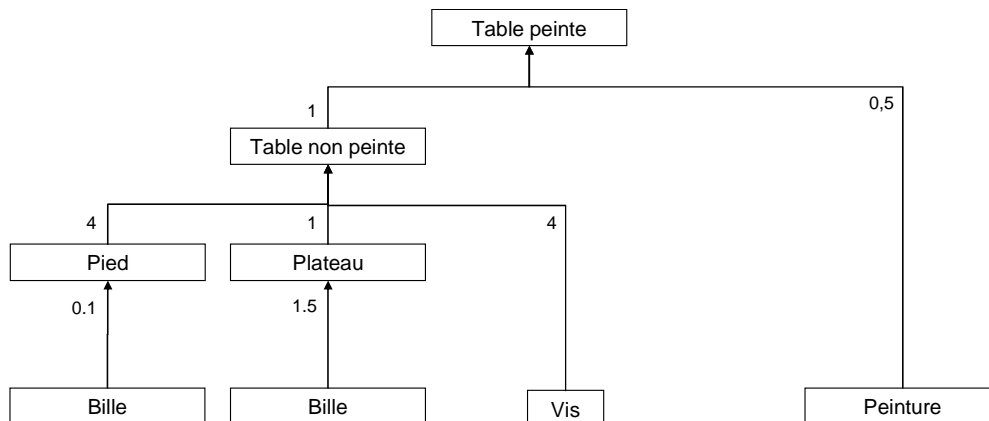 Table peinte
1
0,5
Table non peinte
4
1
4
Pied
Plateau
0.1
1.5
Bille
Bille
Vis
Peinture